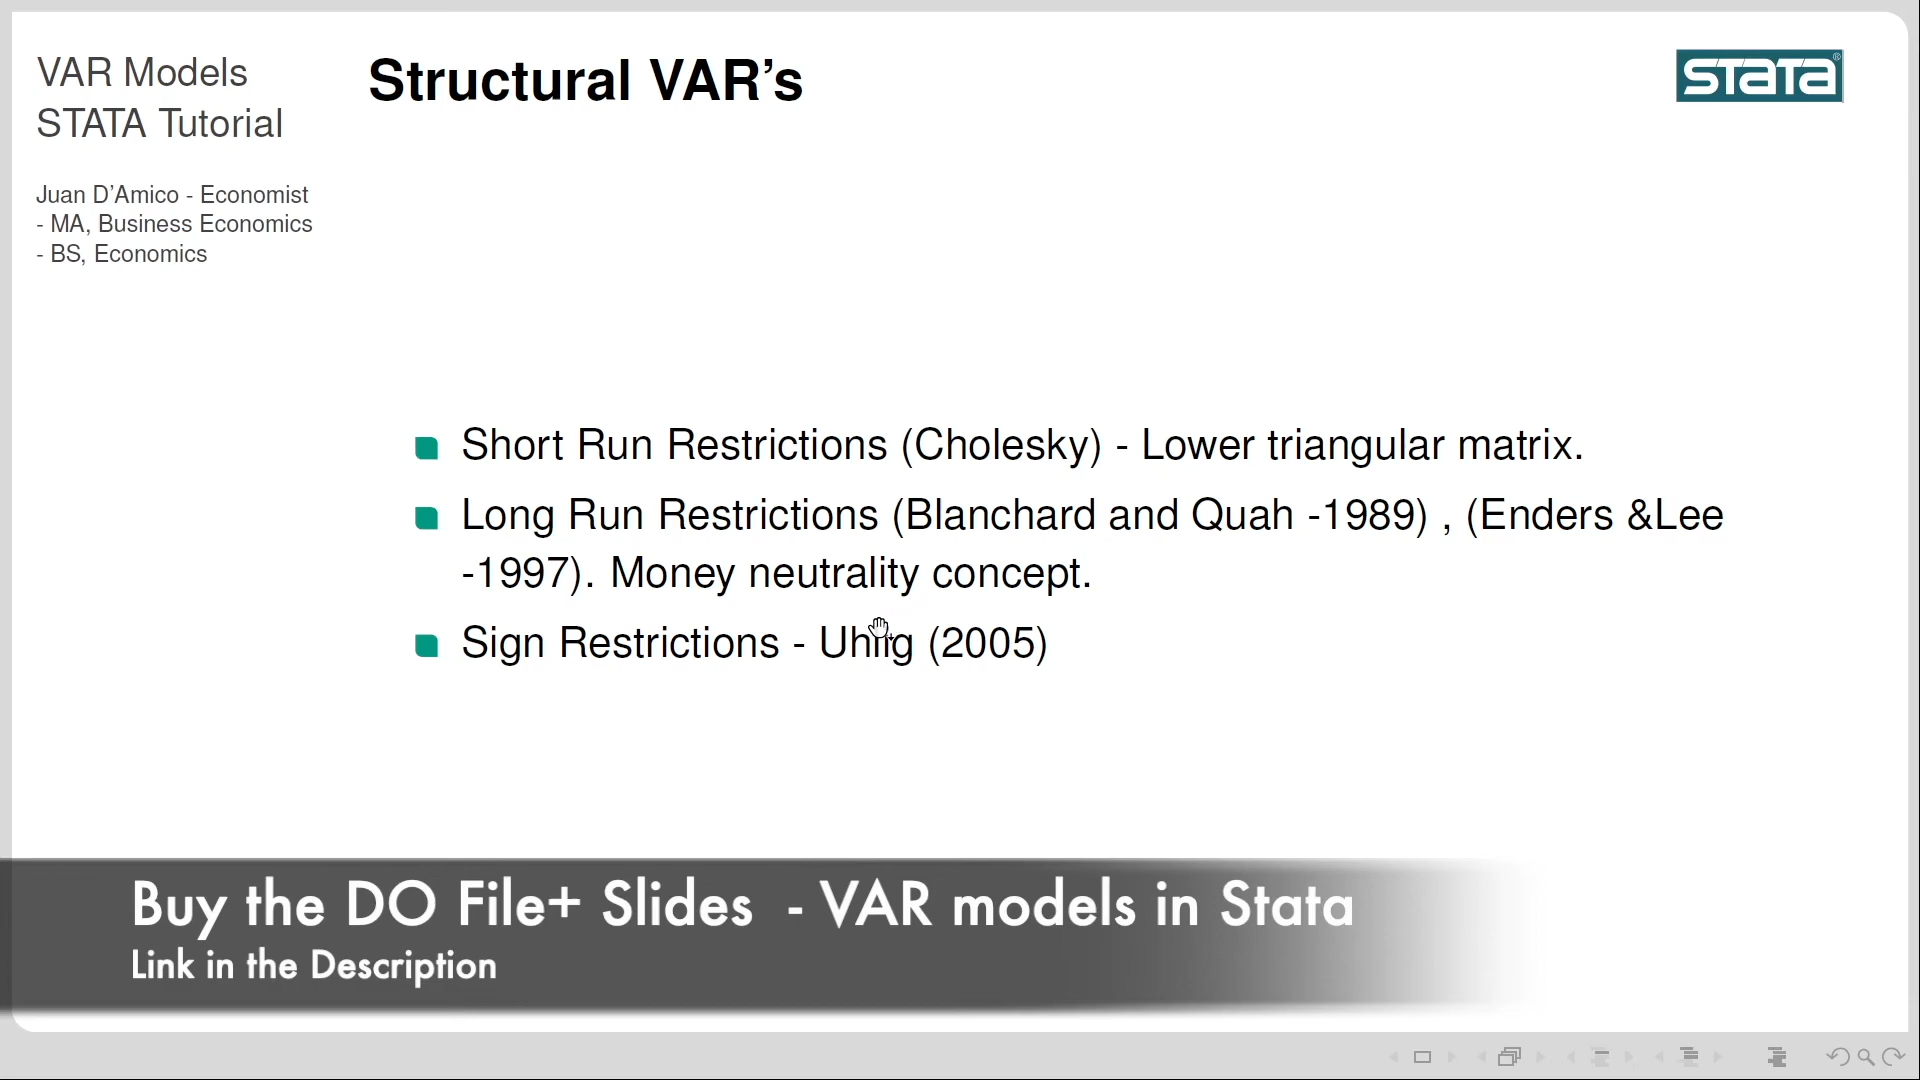 VAR Models
STATA Tutorial
Juan D'Amico - Economist
- MA, Business Economics
- BS, Economics
Structural VAR's
STATA®
Short Run Restrictions (Cholesky) - Lower triangular matrix.
Long Run Restrictions (Blanchard and Quah -1989) , (Enders &Lee
-1997). Money neutrality concept.
Sign Restrictions - Uhlig (2005)
Buy the DO File+ Slides - VAR models in Stata
Link in the Description